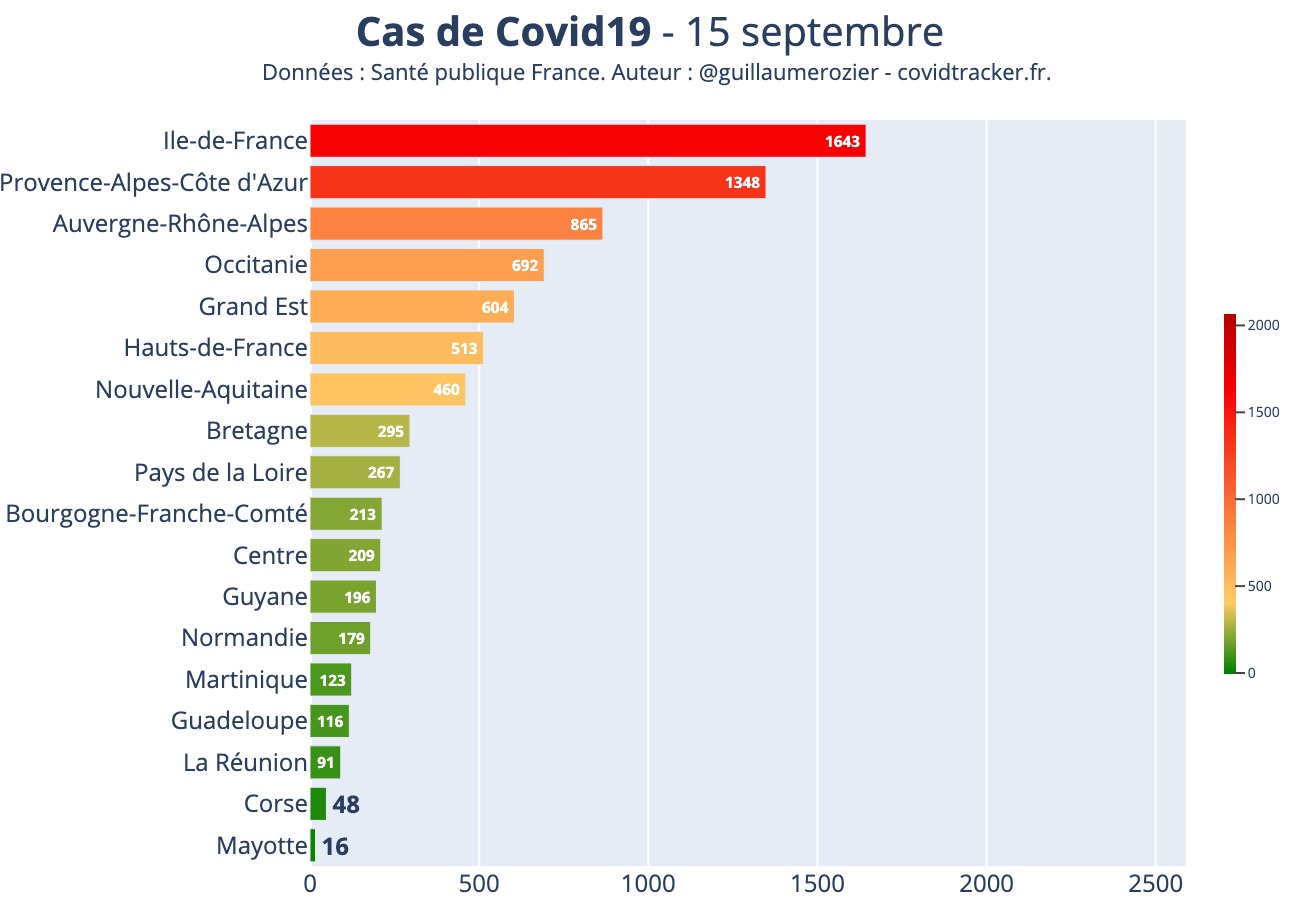 Cas de Covid19 - 15 septembre
Données : Santé publique France. Auteur : @guillaumerozier - covidtracker.fr.
Ile-de-France 1643
Provence-Alpes-Côte d'Azur 1348
Auvergne-Rhône-Alpes 865
Occitanie 692
Grand Est 604
Hauts-de-France 513
Nouvelle-Aquitaine 460
Bretagne 295
Pays de la Loire 267
Bourgogne-Franche-Comté 213
Centre 209
Guyane 196
Normandie 179
Martinique 123
Guadeloupe 116
La Réunion 91
Corse 48
Mayotte 16
0 500 1000 1500 2000 2500
2000
1500
1000
500
0